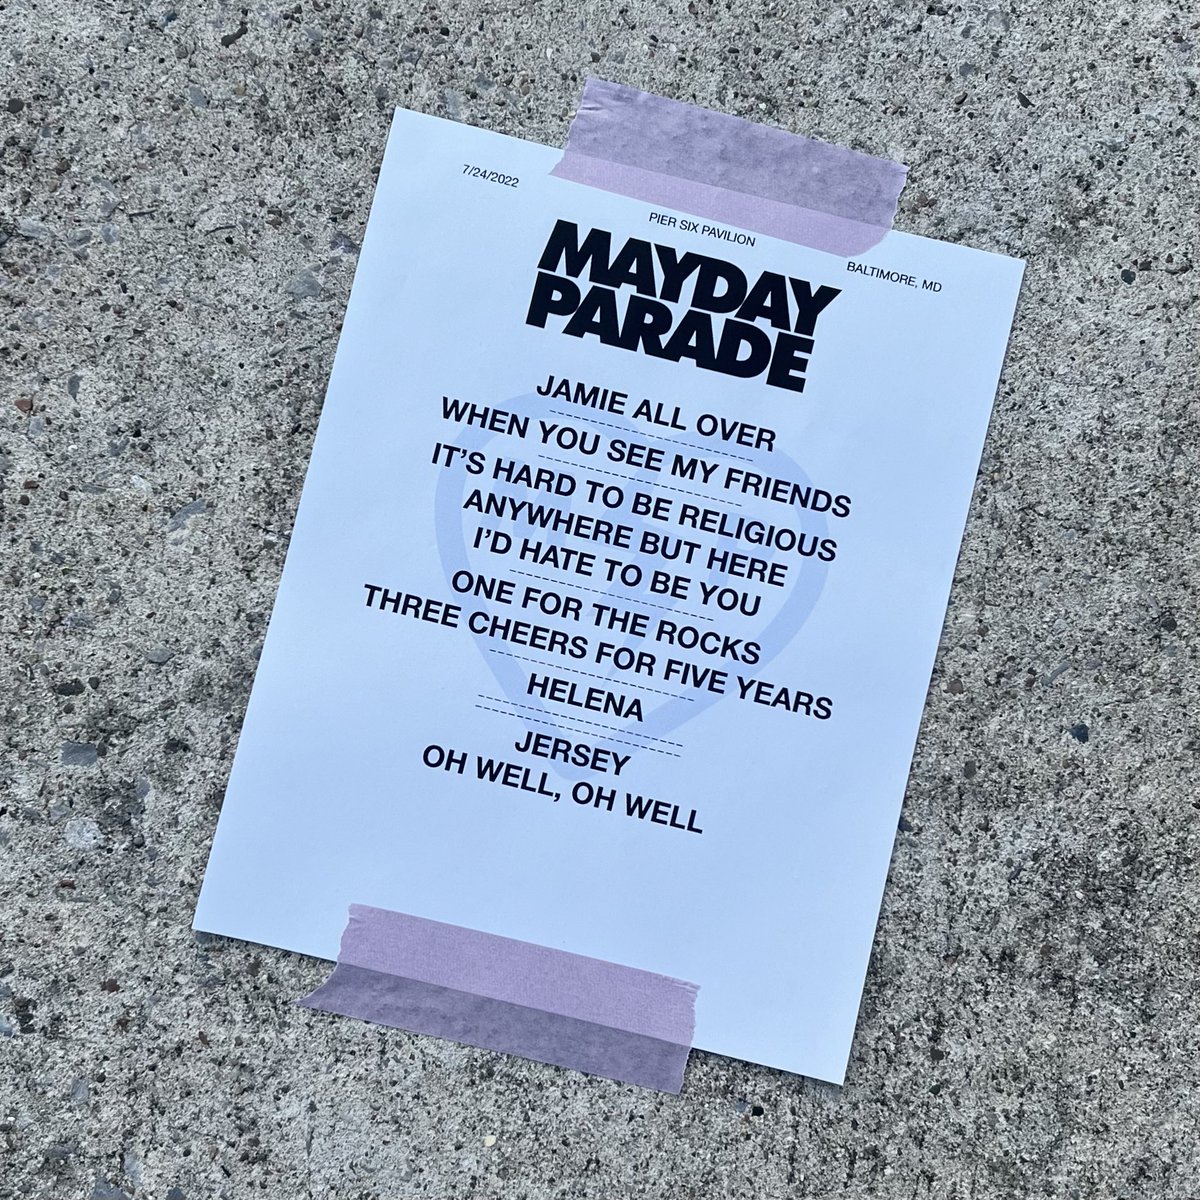 7/24/2022
PIER SIX PAVILION
BALTIMORE, MD
MAYDAY
PARADE
JAMIE ALL OVER
WHEN YOU SEE MY FRIENDS
IT'S HARD TO BE RELIGIOUS
ANYWHERE BUT HERE
I'D HATE TO BE YOU
ONE FOR THE ROCKS
THREE CHEERS FOR FIVE YEARS
HELENA
JERSEY
OH WELL, OH WELL